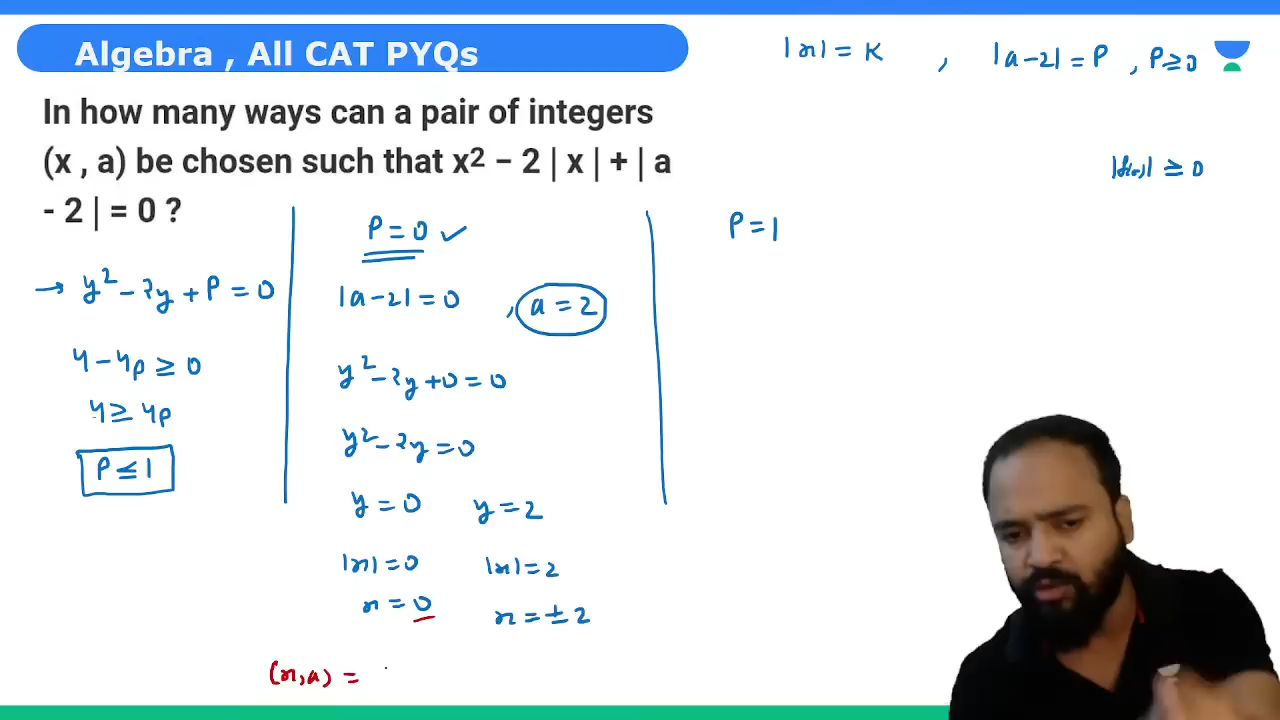 Algebra , All CAT PYQs
|x| = K , |a-2| = P , P ≥ 0
In how many ways can a pair of integers
(x , a) be chosen such that x² − 2 | x | + | a
- 2 | = 0 ?
|f(x)| ≥ 0
→ y² - 2y + P = 0
4 - 4p ≥ 0
4 ≥ 4p
P ≤ 1
P = 0 ✓
|a-2| = 0 , a = 2
y² - 2y + 0 = 0
y² - 2y = 0
y = 0 y = 2
|x| = 0 |x| = 2
x = 0 x = ± 2
(x,a) =
P = 1